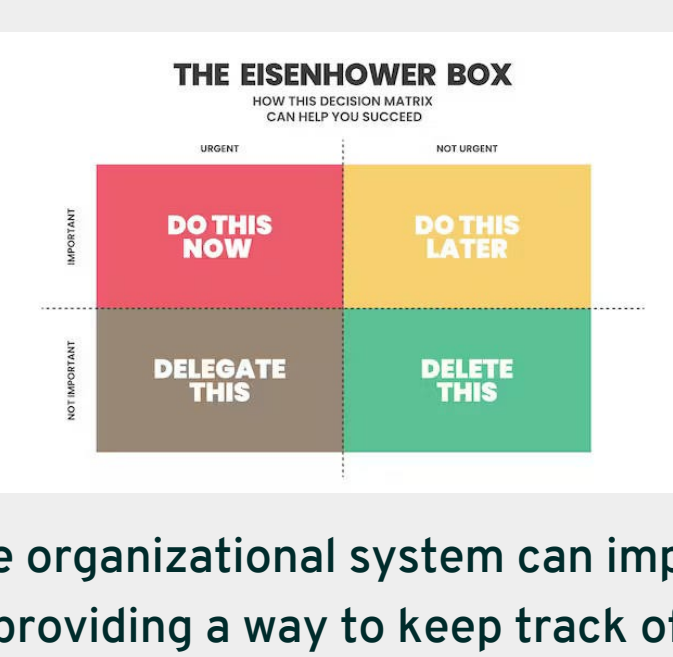 THE EISENHOWER BOX
HOW THIS DECISION MATRIX
CAN HELP YOU SUCCEED
URGENT
NOT URGENT
IMPORTANT
DO THIS
NOW
DO THIS
LATER
NOT IMPORTANT
DELEGATE
THIS
DELETE
THIS
e organizational system can imp
providing a way to keep track of